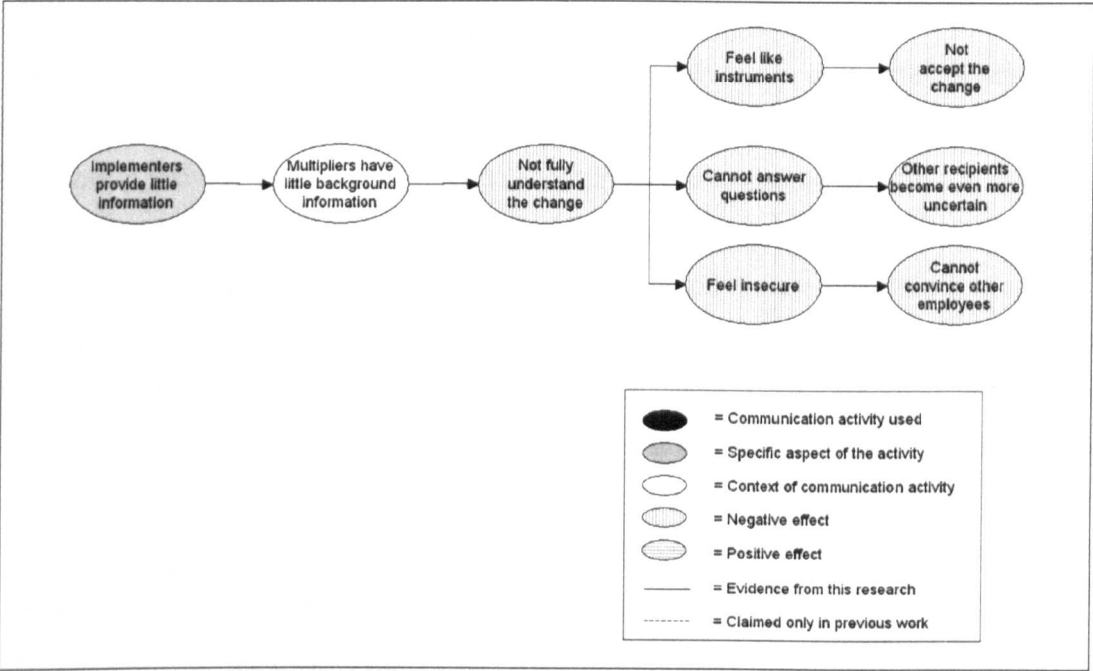 Feel like
instruments
Not
accept the
change
Implementers
provide little
information
Multipliers have
little background
information
Not fully
understand
the change
Cannot answer
questions
Other recipients
become even more
uncertain
Feel insecure
Cannot
convince other
employees
= Communication activity used
= Specific aspect of the activity
= Context of communication activity
= Negative effect
= Positive effect
= Evidence from this research
= Claimed only in previous work